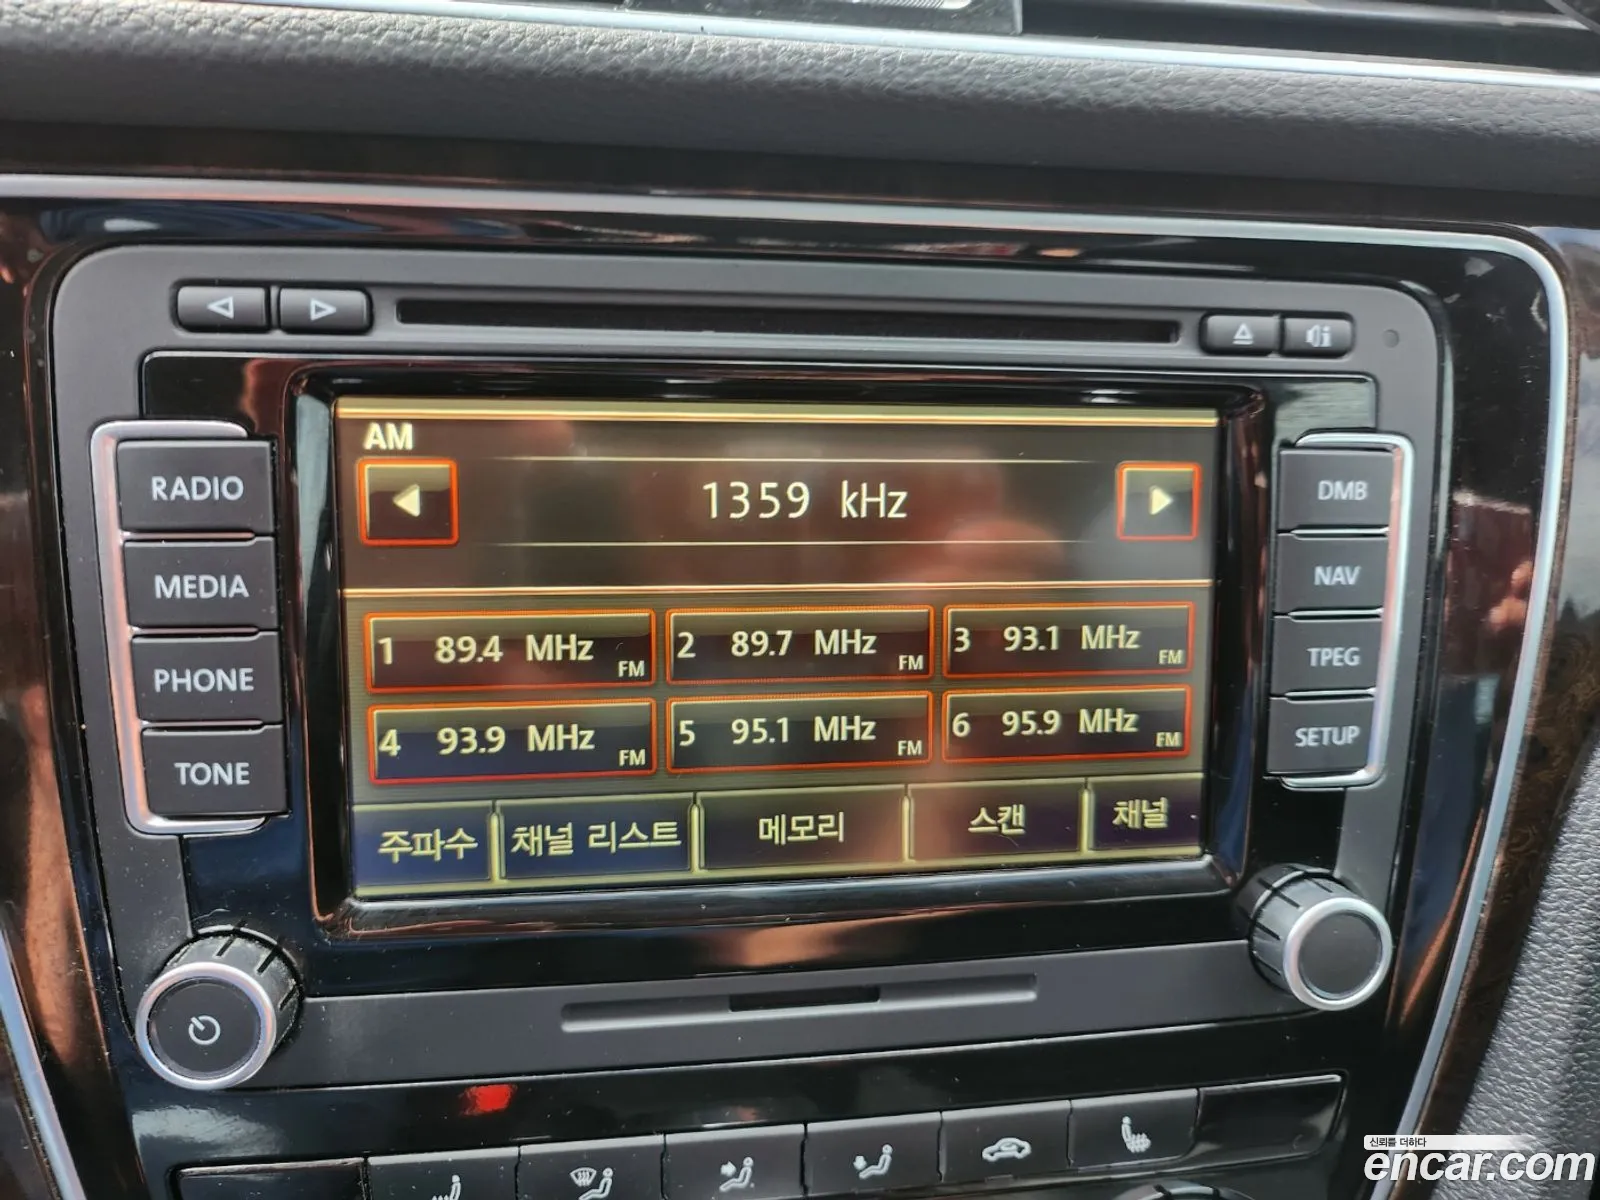 AM
1359 kHz
RADIO
MEDIA
PHONE
TONE
DMB
NAV
TPEG
SETUP
1 89.4 MHz FM
2 89.7 MHz FM
3 93.1 MHz FM
4 93.9 MHz FM
5 95.1 MHz FM
6 95.9 MHz FM
주파수
채널 리스트
메모리
스캔
채널
신뢰를 더하다
encar.com